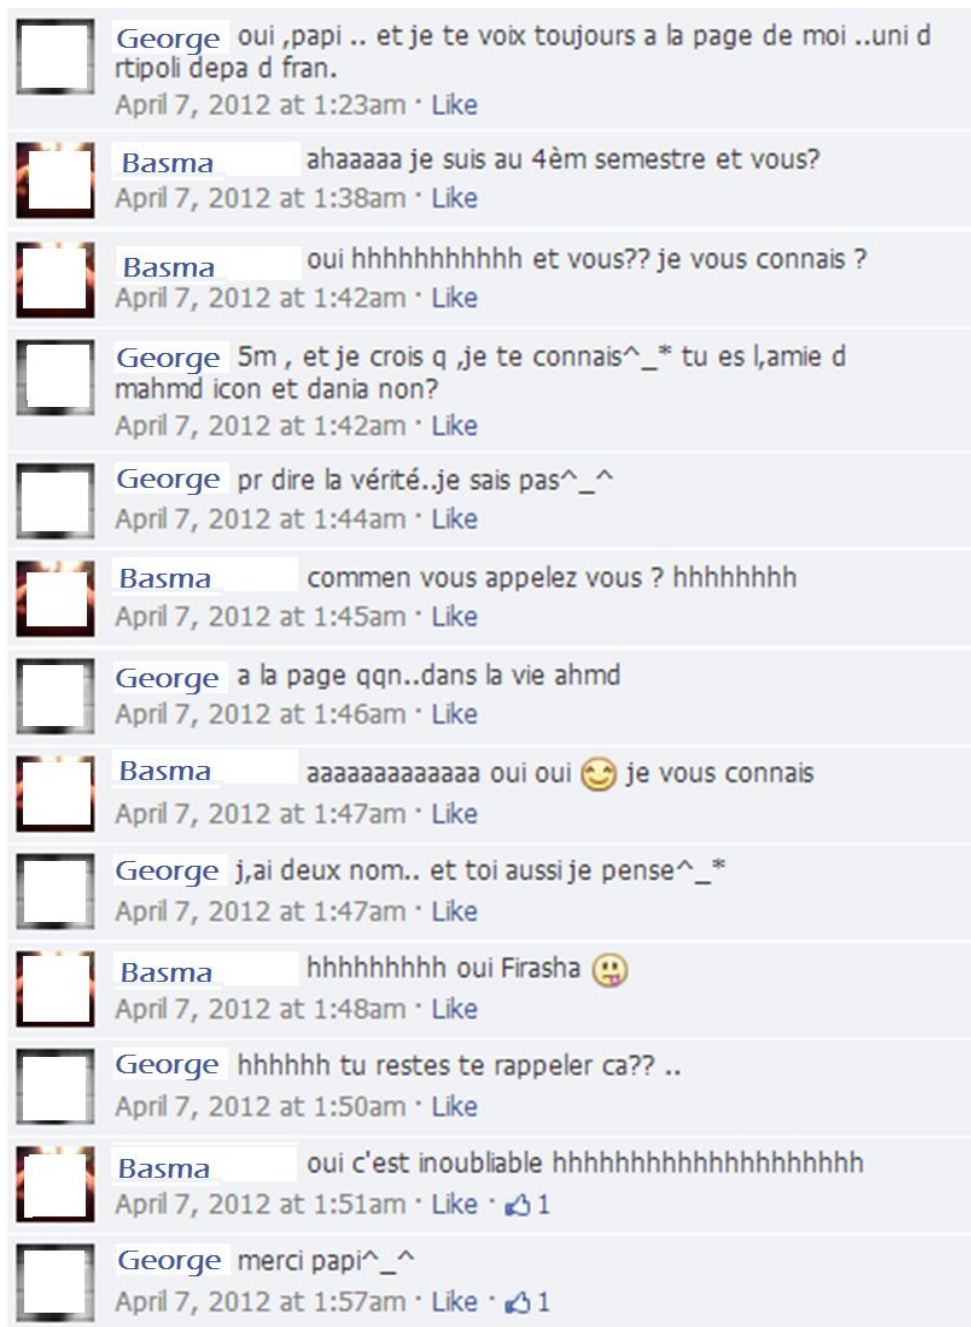 George oui ,papi .. et je te voix toujours a la page de moi ..uni d
rtipoli depa d fran.
April 7, 2012 at 1:23am · Like
Basma ahaaaaa je suis au 4èm semestre et vous?
April 7, 2012 at 1:38am · Like
Basma oui hhhhhhhhhhh et vous?? je vous connais ?
April 7, 2012 at 1:42am · Like
George 5m , et je crois q ,je te connais^_* tu es l,amie d
mahmd icon et dania non?
April 7, 2012 at 1:42am · Like
George pr dire la vérité..je sais pas^_^
April 7, 2012 at 1:44am · Like
Basma commen vous appelez vous ? hhhhhhhh
April 7, 2012 at 1:45am · Like
George a la page qqn..dans la vie ahmd
April 7, 2012 at 1:46am · Like
Basma aaaaaaaaaaaaa oui oui 😊 je vous connais
April 7, 2012 at 1:47am · Like
George j,ai deux nom.. et toi aussi je pense^_*
April 7, 2012 at 1:47am · Like
Basma hhhhhhhhh oui Firasha 😛
April 7, 2012 at 1:48am · Like
George hhhhhh tu restes te rappeler ca?? ..
April 7, 2012 at 1:50am · Like
Basma oui c'est inoubliable hhhhhhhhhhhhhhhhhhhh
April 7, 2012 at 1:51am · Like · 👍 1
George merci papi^_^
April 7, 2012 at 1:57am · Like · 👍 1